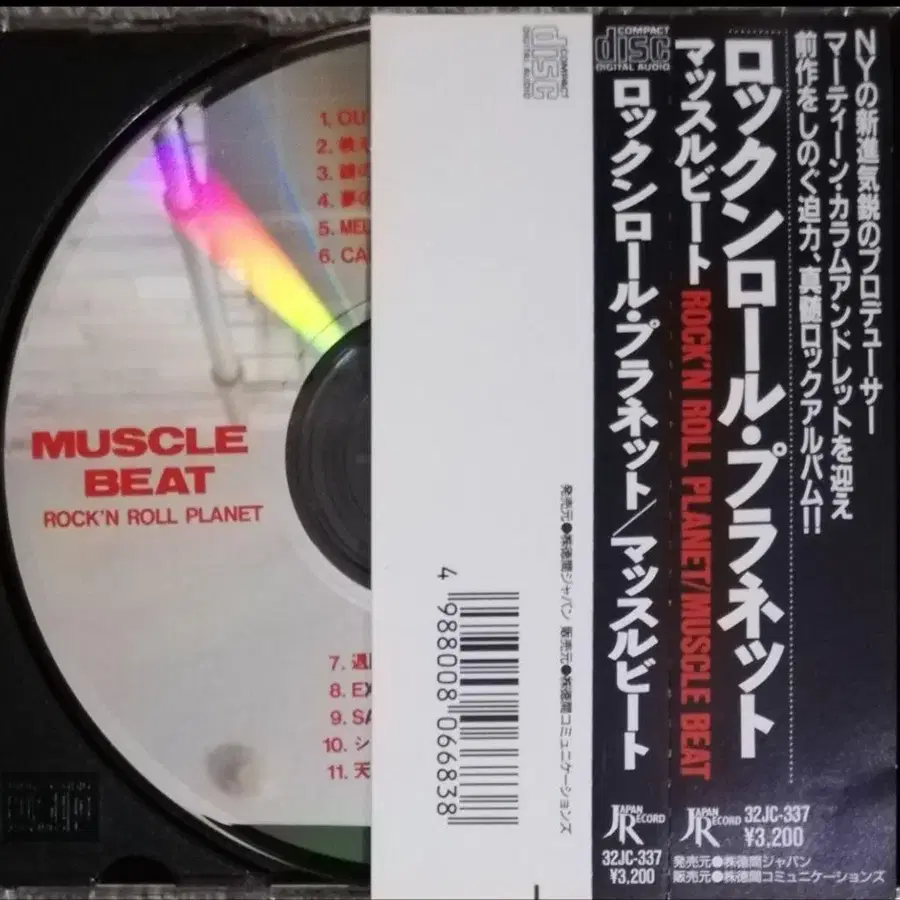 1. OU
2.
3.
4. 夢の
5. MEL
6. CA
MUSCLE
BEAT
ROCK'N ROLL PLANET
7. 週
8. EX
9. SA
10. シ
11. 天
COMPACT
disc
DIGITAL AUDIO
発売元●株徳間ジャパン 販売元●株徳間コミュニケーションズ
4 988008 066838
COMPACT
disc
DIGITAL AUDIO
ロックンロール・プラネット/マッスルビート
JAPAN RECORD
32JC-337
¥3,200
NYの新進気鋭のプロデューサー
マーティーン・カラムアンドレットを迎え
前作をしのぐ迫力、真髄ロックアルバム!!
ロックンロール・プラネット
マッスルビート ROCK'N ROLL PLANET/MUSCLE BEAT
JAPAN RECORD
32JC-337
¥3,200
発売元●株徳間ジャパン
販売元●株徳間コミュニケーションズ